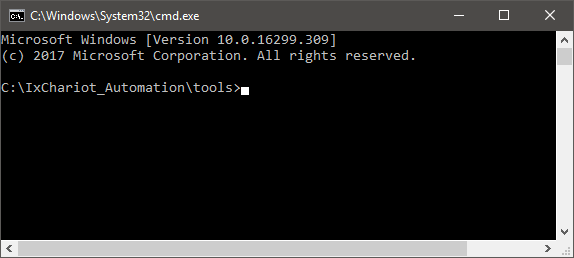 C:\Windows\System32\cmd.exe
Microsoft Windows [Version 10.0.16299.309]
(c) 2017 Microsoft Corporation. All rights reserved.
C:\IxChariot_Automation\tools>